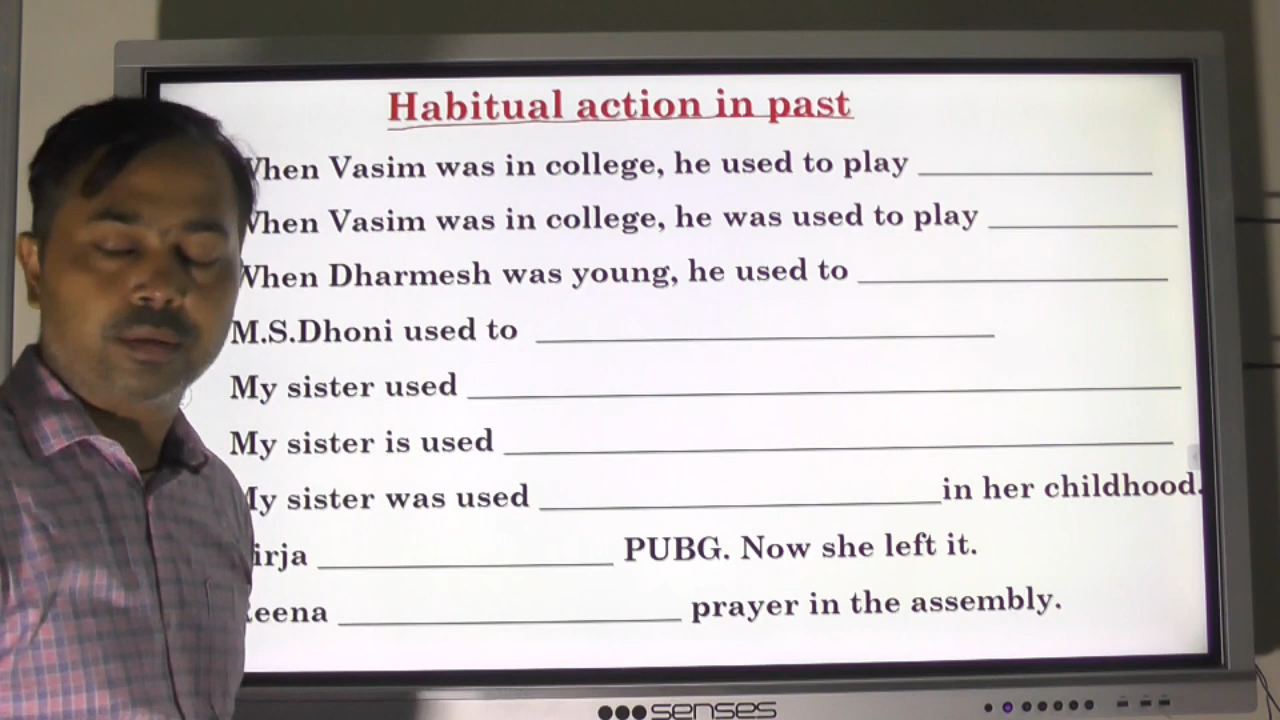 Habitual action in past
When Vasim was in college, he used to play
When Vasim was in college, he was used to play
When Dharmesh was young, he used to
M.S.Dhoni used to
My sister used
My sister is used
My sister was used in her childhood.
PUBG. Now she left it.
prayer in the assembly.
senses